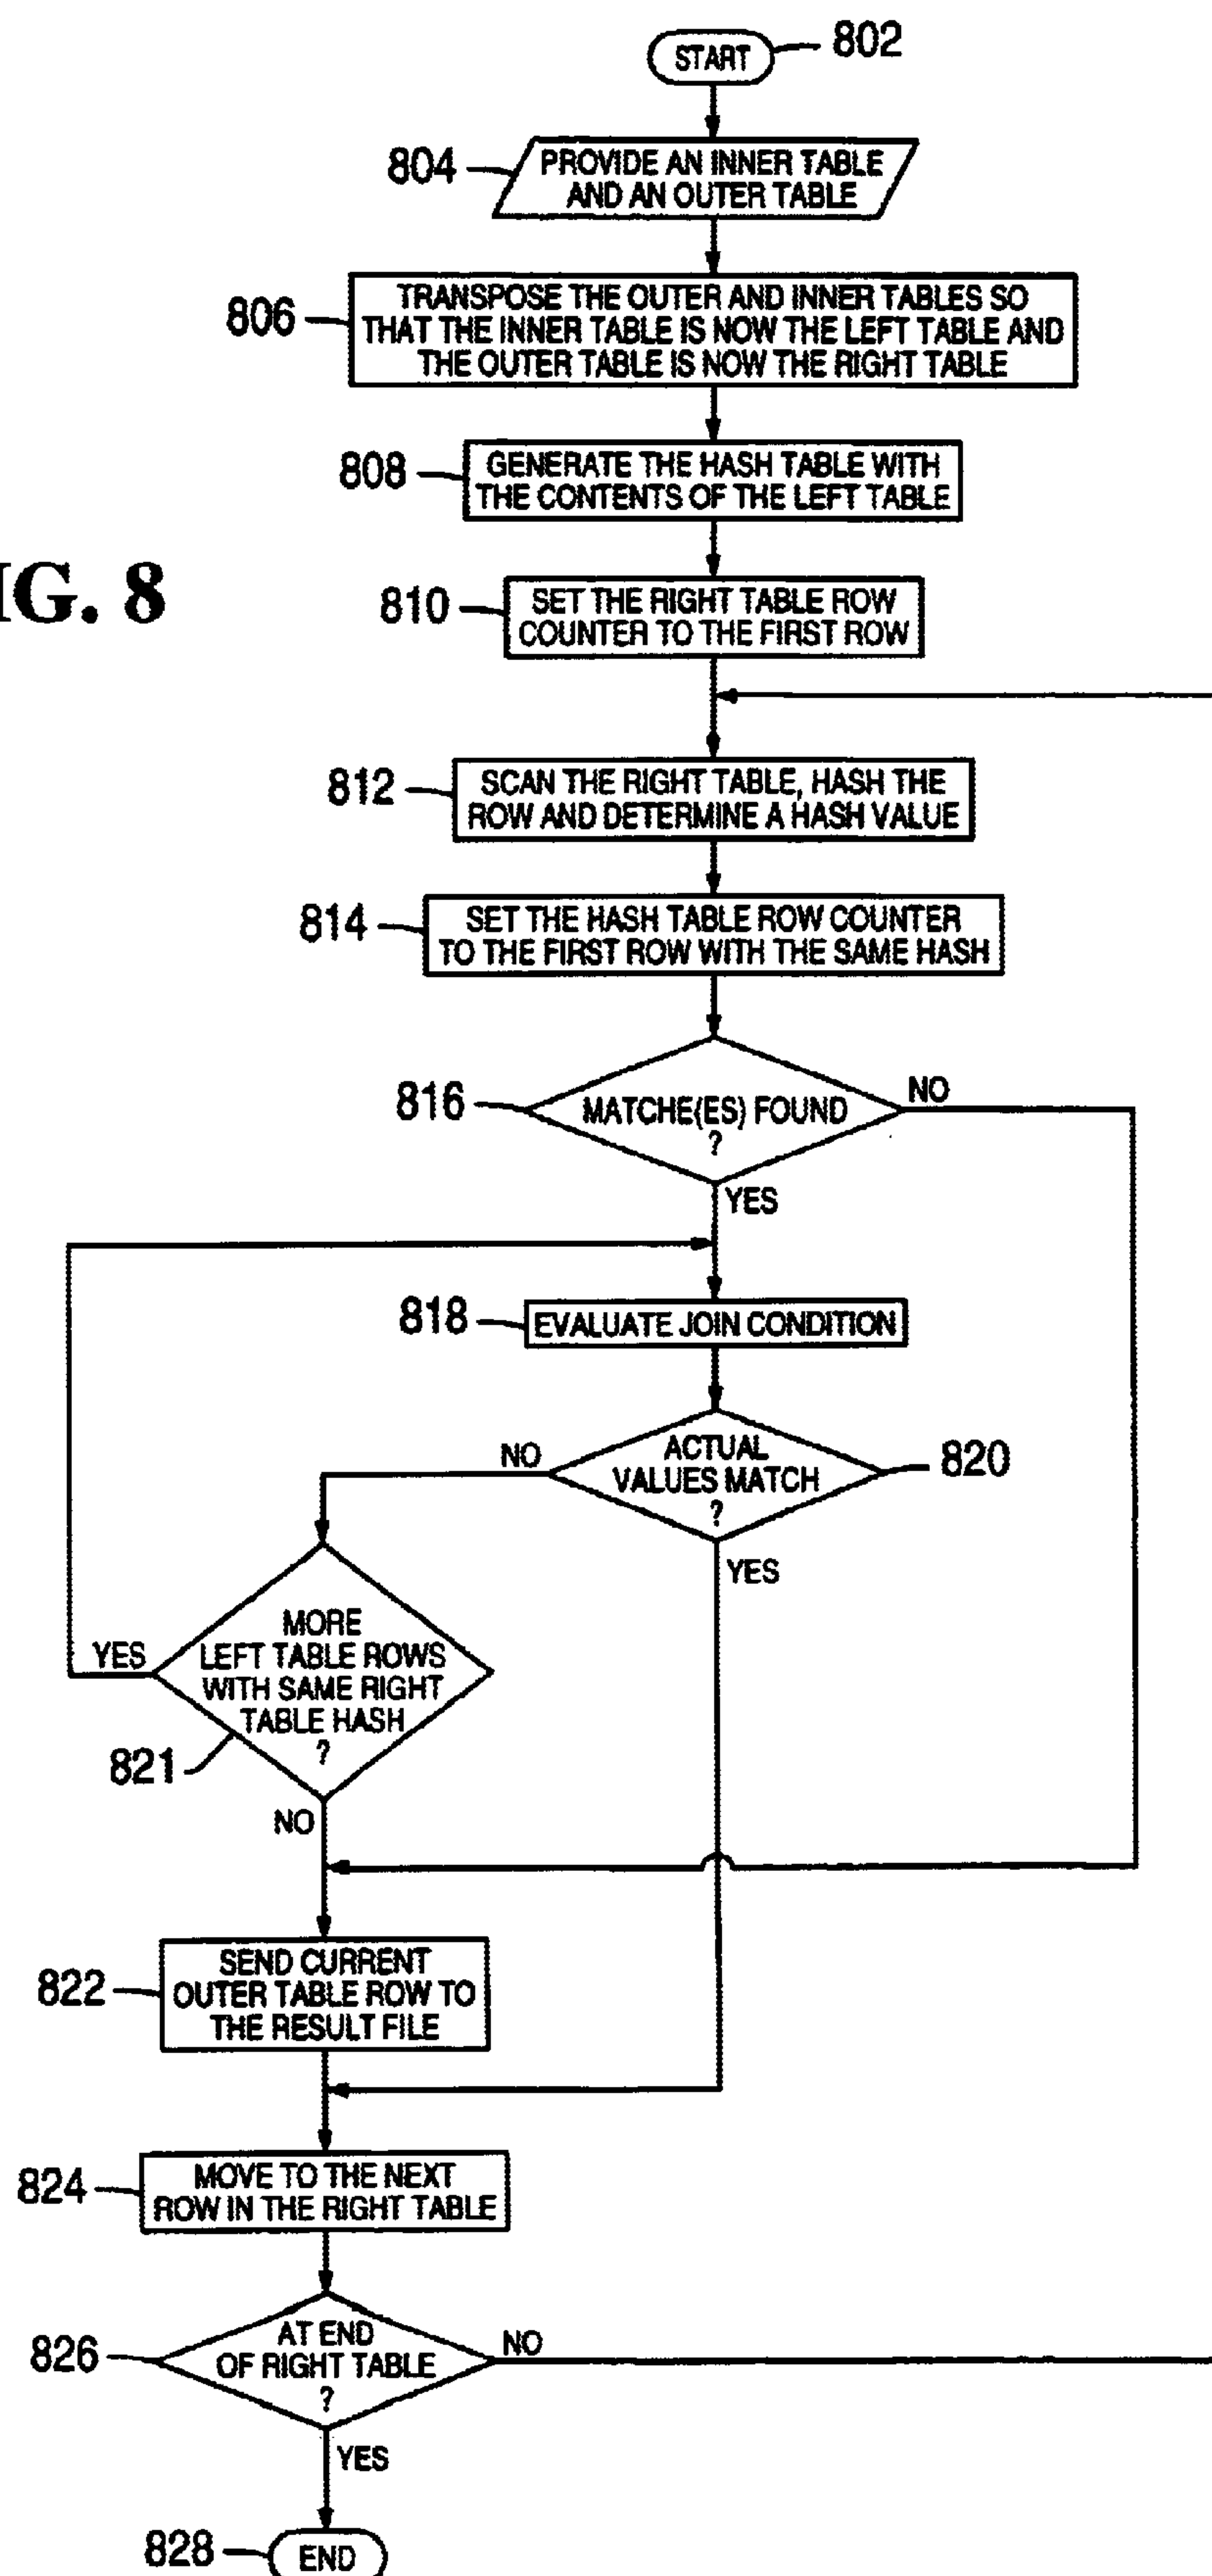 START
802
804
PROVIDE AN INNER TABLE
AND AN OUTER TABLE
806
TRANSPOSE THE OUTER AND INNER TABLES SO
THAT THE INNER TABLE IS NOW THE LEFT TABLE AND
THE OUTER TABLE IS NOW THE RIGHT TABLE
808
GENERATE THE HASH TABLE WITH
THE CONTENTS OF THE LEFT TABLE
IG. 8
810
SET THE RIGHT TABLE ROW
COUNTER TO THE FIRST ROW
812
SCAN THE RIGHT TABLE, HASH THE
ROW AND DETERMINE A HASH VALUE
814
SET THE HASH TABLE ROW COUNTER
TO THE FIRST ROW WITH THE SAME HASH
816
MATCHE(ES) FOUND
?
NO
YES
818
EVALUATE JOIN CONDITION
NO
ACTUAL
VALUES MATCH
?
820
YES
YES
MORE
LEFT TABLE ROWS
WITH SAME RIGHT
TABLE HASH
?
821
NO
822
SEND CURRENT
OUTER TABLE ROW TO
THE RESULT FILE
824
MOVE TO THE NEXT
ROW IN THE RIGHT TABLE
826
AT END
OF RIGHT TABLE
?
NO
YES
828
END